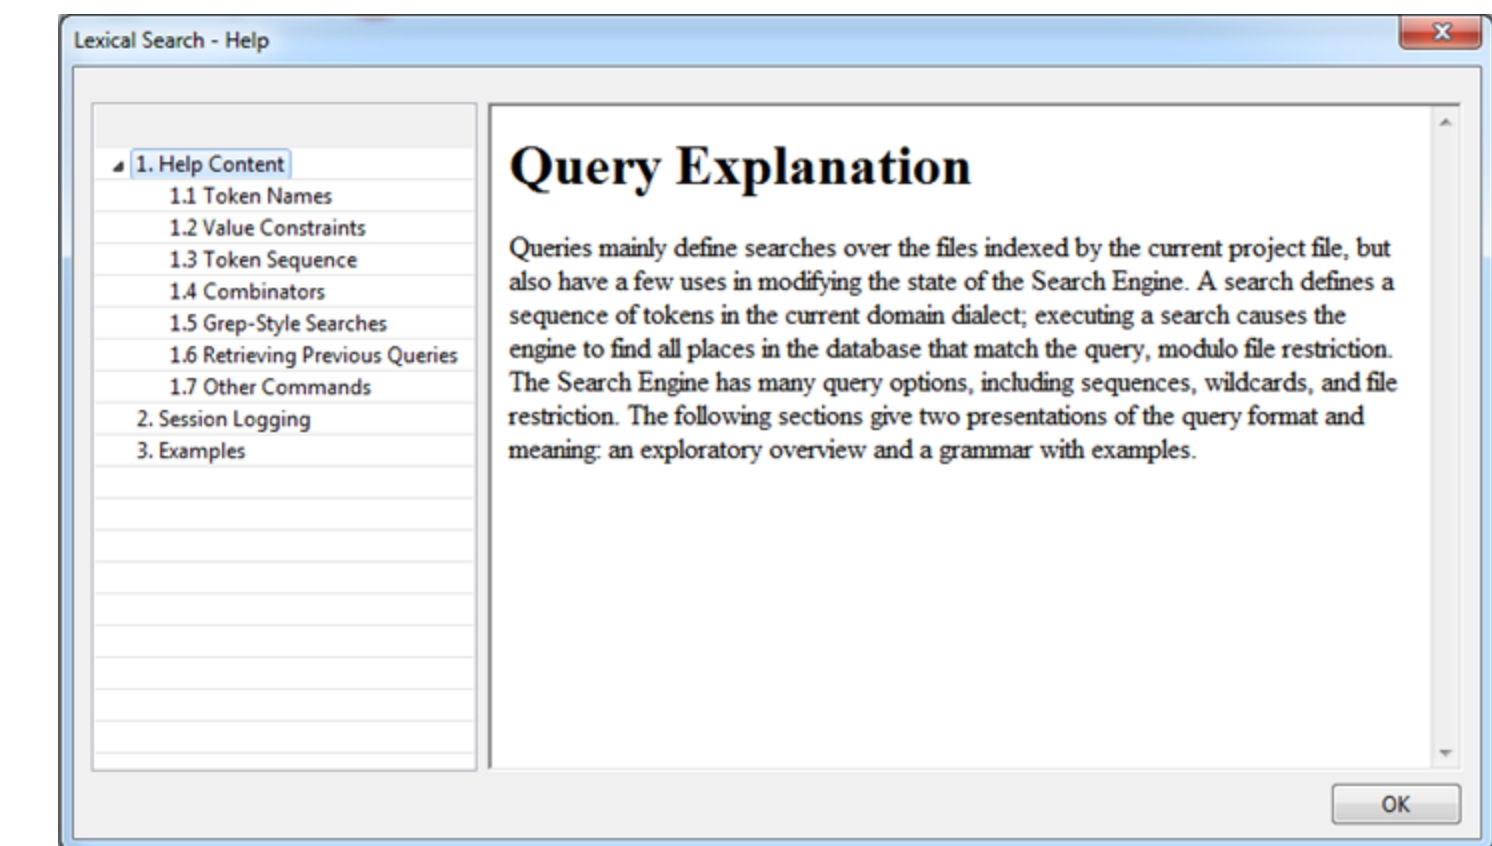 Lexical Search - Help
1. Help Content
1.1 Token Names
1.2 Value Constraints
1.3 Token Sequence
1.4 Combinators
1.5 Grep-Style Searches
1.6 Retrieving Previous Queries
1.7 Other Commands
2. Session Logging
3. Examples
Query Explanation
Queries mainly define searches over the files indexed by the current project file, but
also have a few uses in modifying the state of the Search Engine. A search defines a
sequence of tokens in the current domain dialect; executing a search causes the
engine to find all places in the database that match the query, modulo file restriction.
The Search Engine has many query options, including sequences, wildcards, and file
restriction. The following sections give two presentations of the query format and
meaning: an exploratory overview and a grammar with examples.
OK